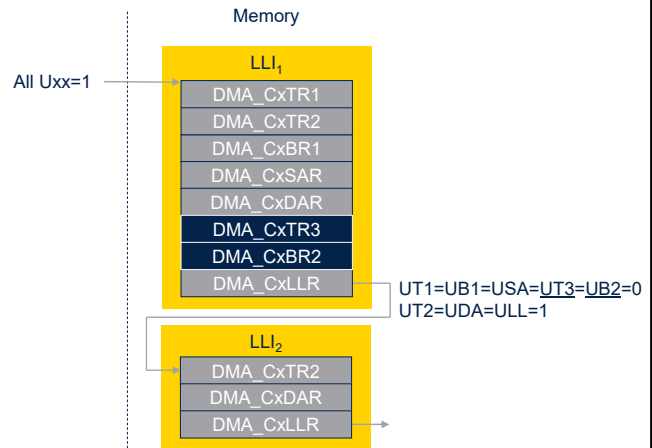 Memory
LLI₁
All Uxx=1
DMA_CxTR1
DMA_CxTR2
DMA_CxBR1
DMA_CxSAR
DMA_CxDAR
DMA_CxTR3
DMA_CxBR2
DMA_CxLLR
UT1=UB1=USA=UT3=UB2=0
UT2=UDA=ULL=1
LLI₂
DMA_CxTR2
DMA_CxDAR
DMA_CxLLR